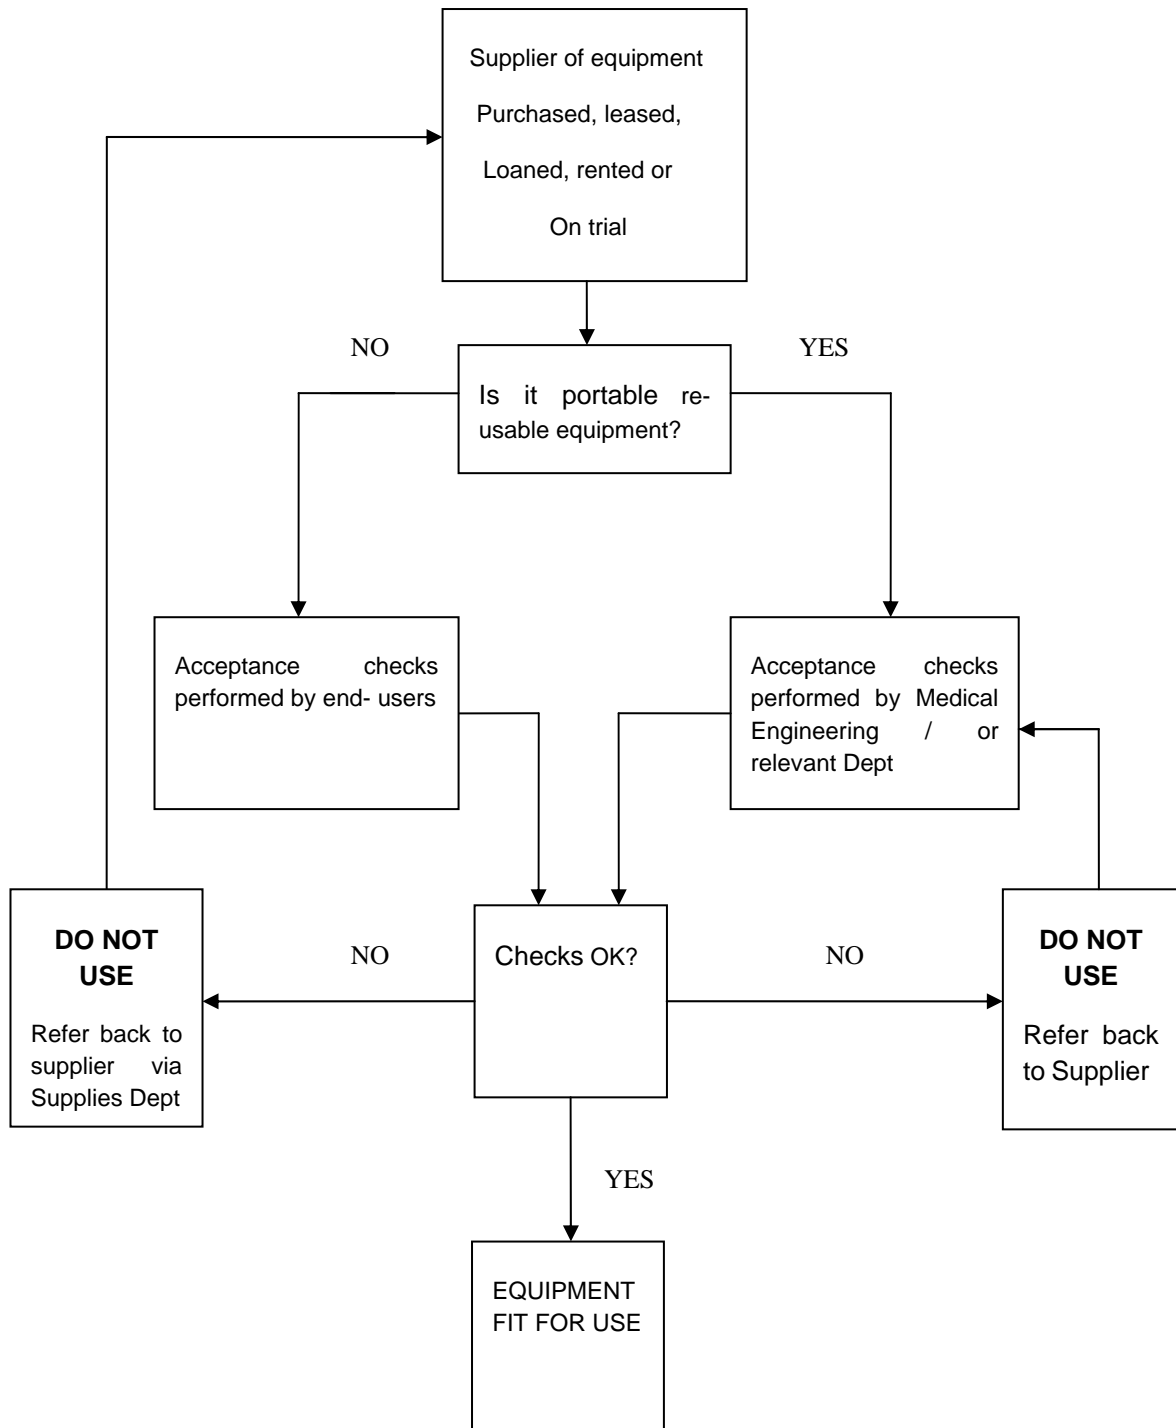 Supplier of equipment
Purchased, leased,
Loaned, rented or
On trial
NO
YES
Is it portable re-
usable equipment?
Acceptance checks
performed by end- users
Acceptance checks
performed by Medical
Engineering / or
relevant Dept
DO NOT
USE
Refer back to
supplier via
Supplies Dept
NO
Checks OK?
NO
DO NOT
USE
Refer back
to Supplier
YES
EQUIPMENT
FIT FOR USE